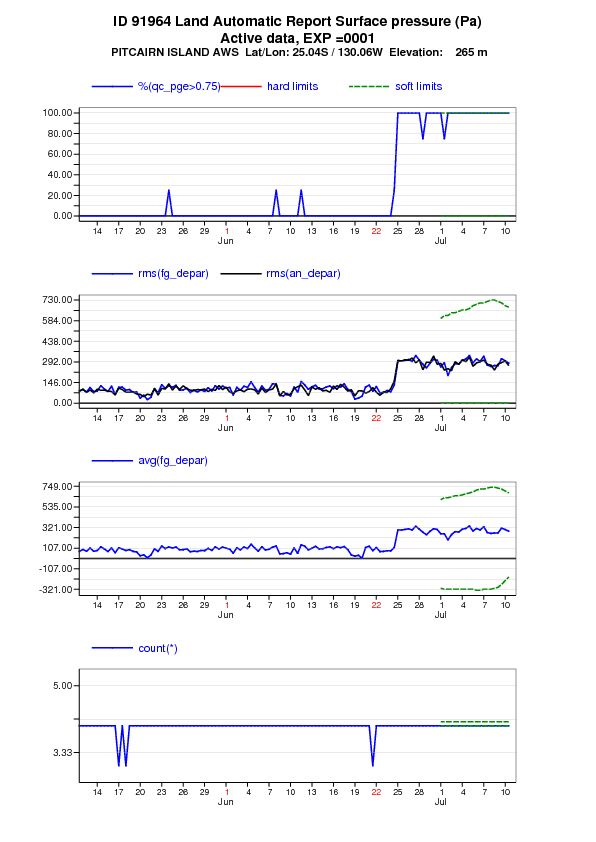 ID 91964 Land Automatic Report Surface pressure (Pa)
Active data, EXP =0001
PITCAIRN ISLAND AWS Lat/Lon: 25.04S / 130.06W Elevation: 265 m
%(qc_pge>0.75) hard limits soft limits
100.00
80.00
60.00
40.00
20.00
0.00
14 17 20 23 26 29 1 4 7 10 13 16 19 22 25 28 1 4 7 10
Jun Jul
rms(fg_depar) rms(an_depar)
730.00
584.00
438.00
292.00
146.00
0.00
14 17 20 23 26 29 1 4 7 10 13 16 19 22 25 28 1 4 7 10
Jun Jul
avg(fg_depar)
749.00
535.00
321.00
107.00
-107.00
-321.00
14 17 20 23 26 29 1 4 7 10 13 16 19 22 25 28 1 4 7 10
Jun Jul
count(*)
5.00
3.33
14 17 20 23 26 29 1 4 7 10 13 16 19 22 25 28 1 4 7 10
Jun Jul